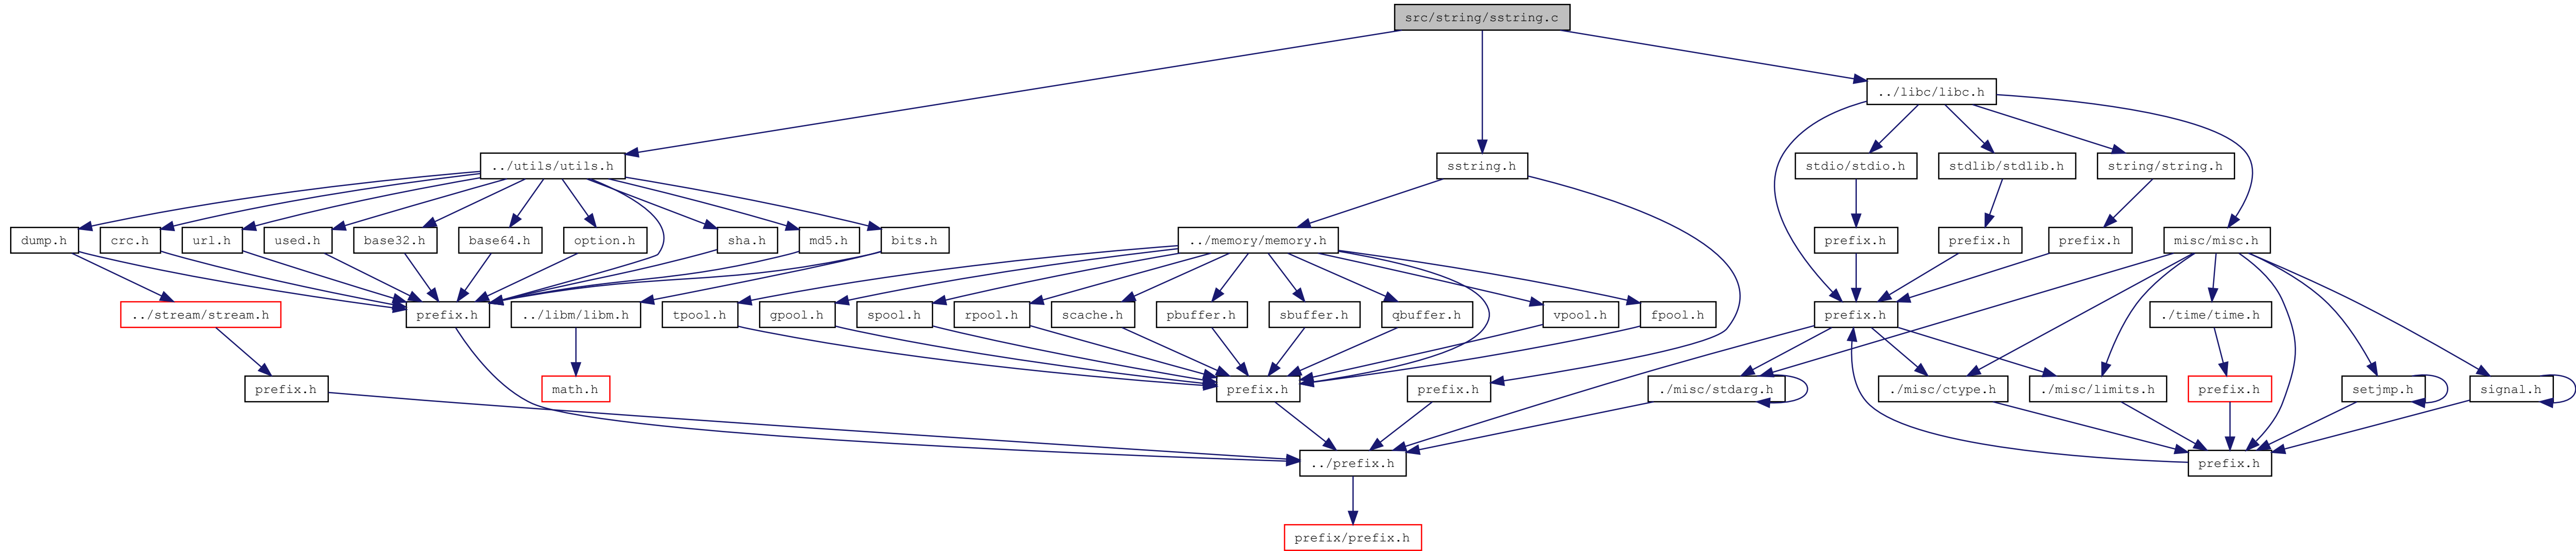 src/string/sstring.c
../libc/libc.h
../utils/utils.h
sstring.h
stdio/stdio.h
stdlib/stdlib.h
string/string.h
dump.h
crc.h
url.h
used.h
base32.h
base64.h
option.h
sha.h
md5.h
bits.h
../memory/memory.h
prefix.h
prefix.h
prefix.h
misc/misc.h
../stream/stream.h
prefix.h
../libm/libm.h
tpool.h
gpool.h
spool.h
rpool.h
scache.h
pbuffer.h
sbuffer.h
qbuffer.h
vpool.h
fpool.h
prefix.h
./time/time.h
prefix.h
math.h
prefix.h
prefix.h
./misc/stdarg.h
./misc/ctype.h
./misc/limits.h
prefix.h
setjmp.h
signal.h
../prefix.h
prefix.h
prefix/prefix.h